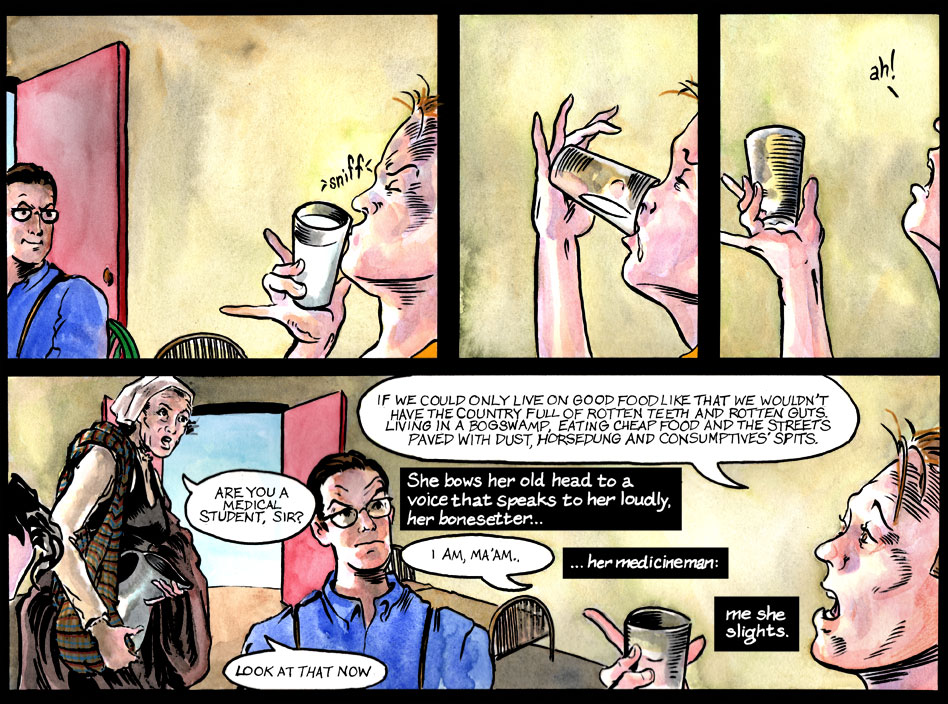 sniff
ah!
IF WE COULD ONLY LIVE ON GOOD FOOD LIKE THAT WE WOULDN'T
HAVE THE COUNTRY FULL OF ROTTEN TEETH AND ROTTEN GUTS.
LIVING IN A BOGSWAMP, EATING CHEAP FOOD AND THE STREETS
PAVED WITH DUST, HORSEDUNG AND CONSUMPTIVES' SPITS.
ARE YOU A
MEDICAL
STUDENT, SIR?
She bows her old head to a
voice that speaks to her loudly,
her bonesetter...
I AM, MA'AM..
... her medicineman:
me she
slights.
LOOK AT THAT NOW